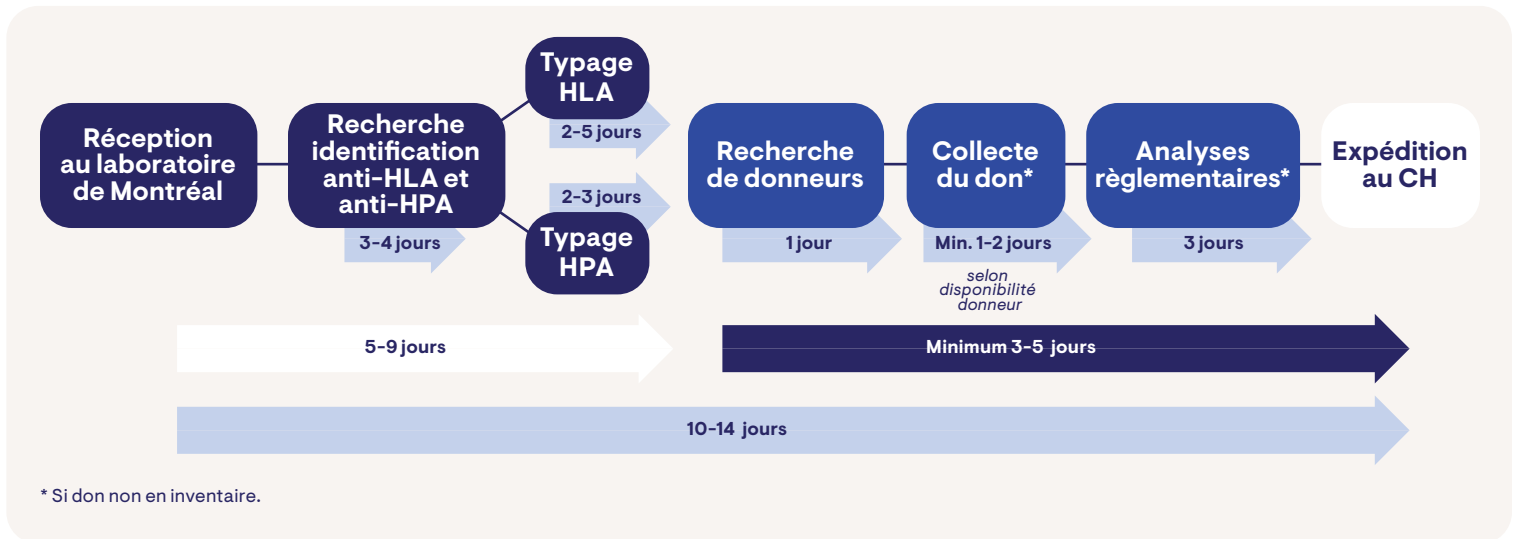 Réception
au laboratoire
de Montréal
Recherche
identification
anti-HLA et
anti-HPA
3-4 jours
Typage
HLA
2-5 jours
2-3 jours
Typage
HPA
Recherche
de donneurs
1 jour
Collecte
du don*
Min. 1-2 jours
selon
disponibilité
donneur
Analyses
règlementaires*
3 jours
Expédition
au CH
5-9 jours
Minimum 3-5 jours
10-14 jours
* Si don non en inventaire.